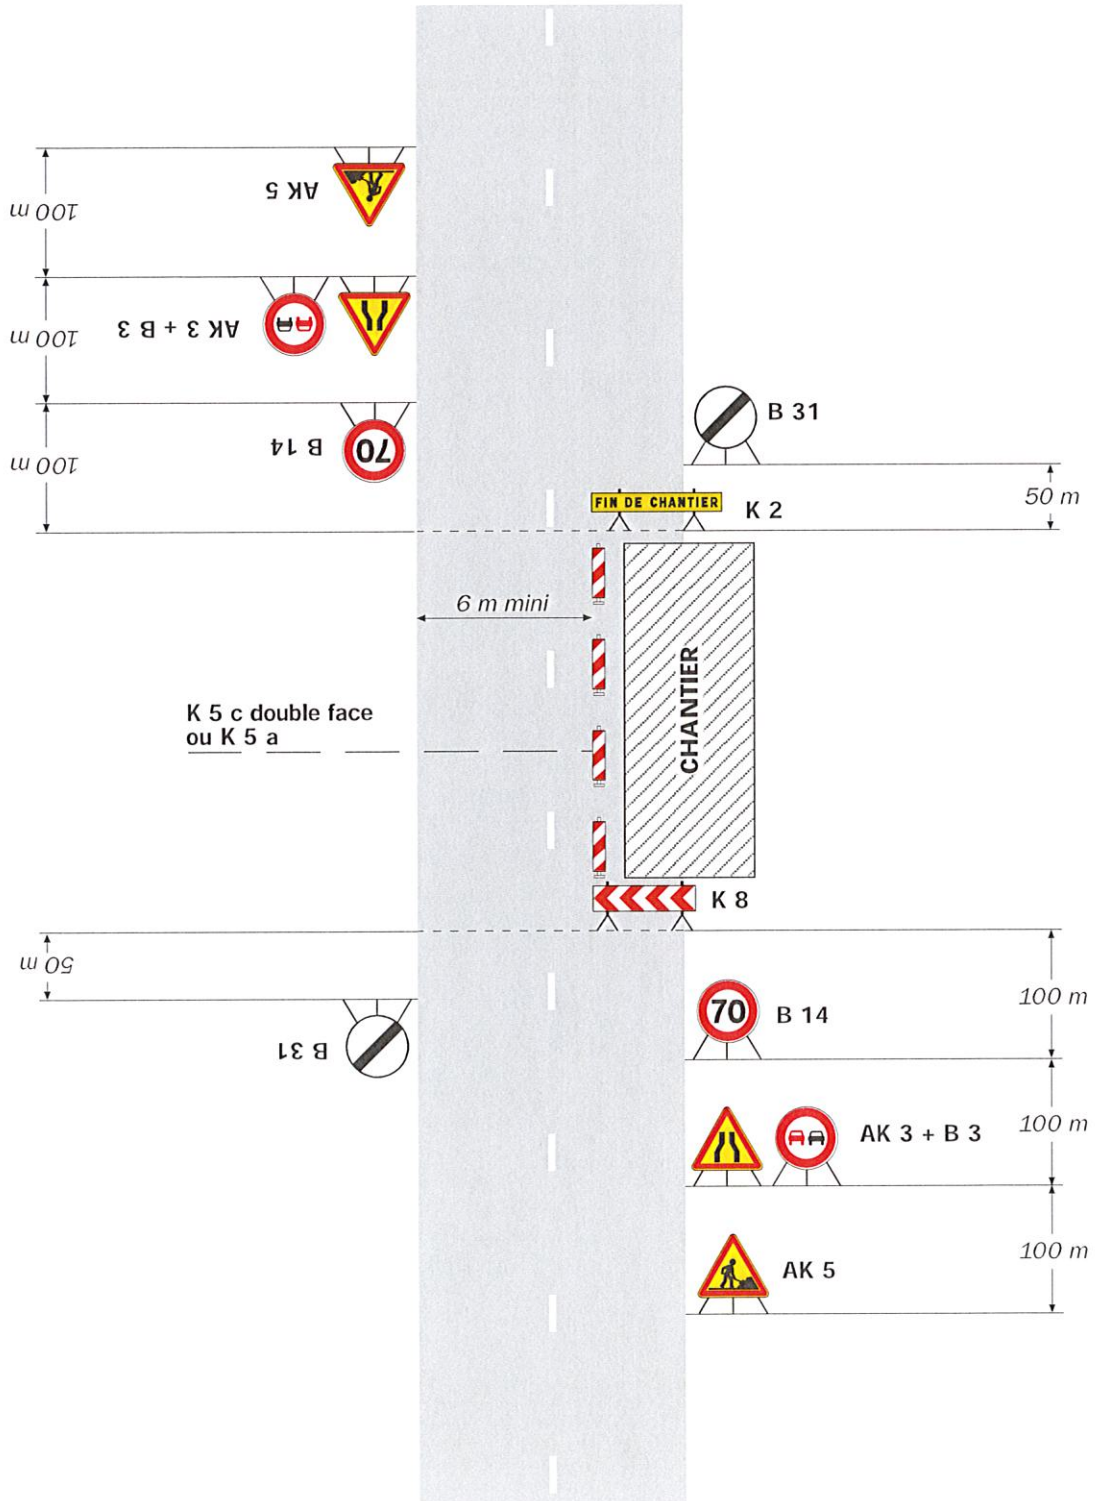 AK 5
100 m
AK 3 + B 3
100 m
70
B 14
100 m
B 31
FIN DE CHANTIER
K 2
50 m
6 m mini
CHANTIER
K 5 c double face
ou K 5 a
K 8
50 m
B 31
70
B 14
100 m
AK 3 + B 3
100 m
AK 5
100 m